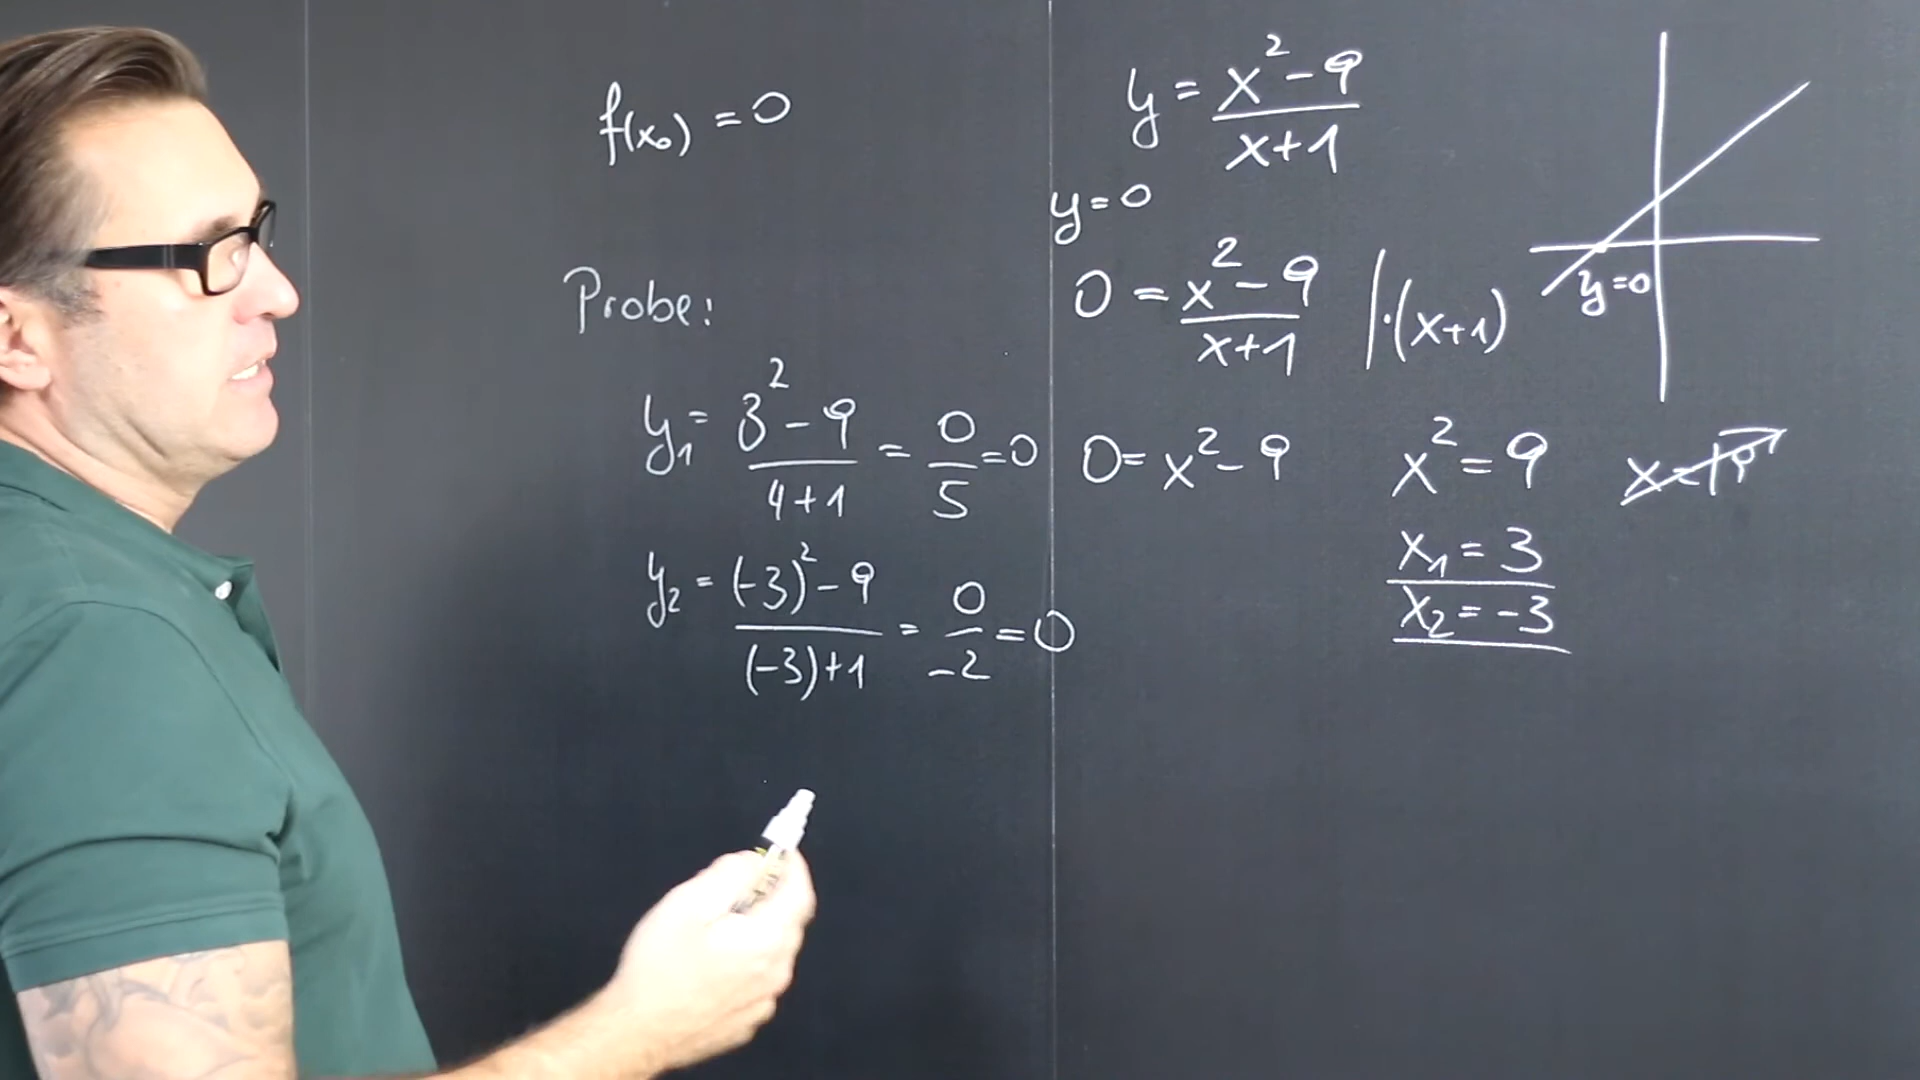 f(x₀) = 0
Probe:
y₁ = (3² - 9)/(4+1) = 0/5 = 0
y₂ = ((-3)² - 9)/((-3)+1) = 0/-2 = 0
y = (x² - 9)/(x+1)
y = 0
0 = (x² - 9)/(x+1) | ·(x+1)
0 = x² - 9
x² = 9
x₁ = 3
x₂ = -3
y = 0